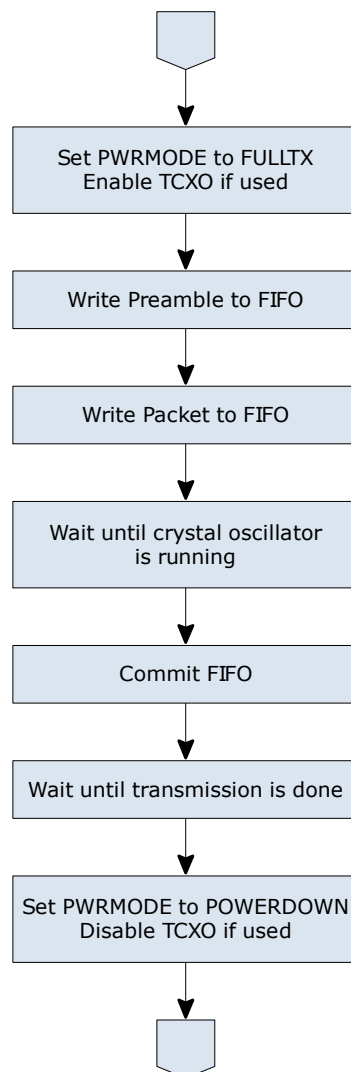 Set PWRMODE to FULLTX
Enable TCXO if used
Write Preamble to FIFO
Write Packet to FIFO
Wait until crystal oscillator
is running
Commit FIFO
Wait until transmission is done
Set PWRMODE to POWERDOWN
Disable TCXO if used